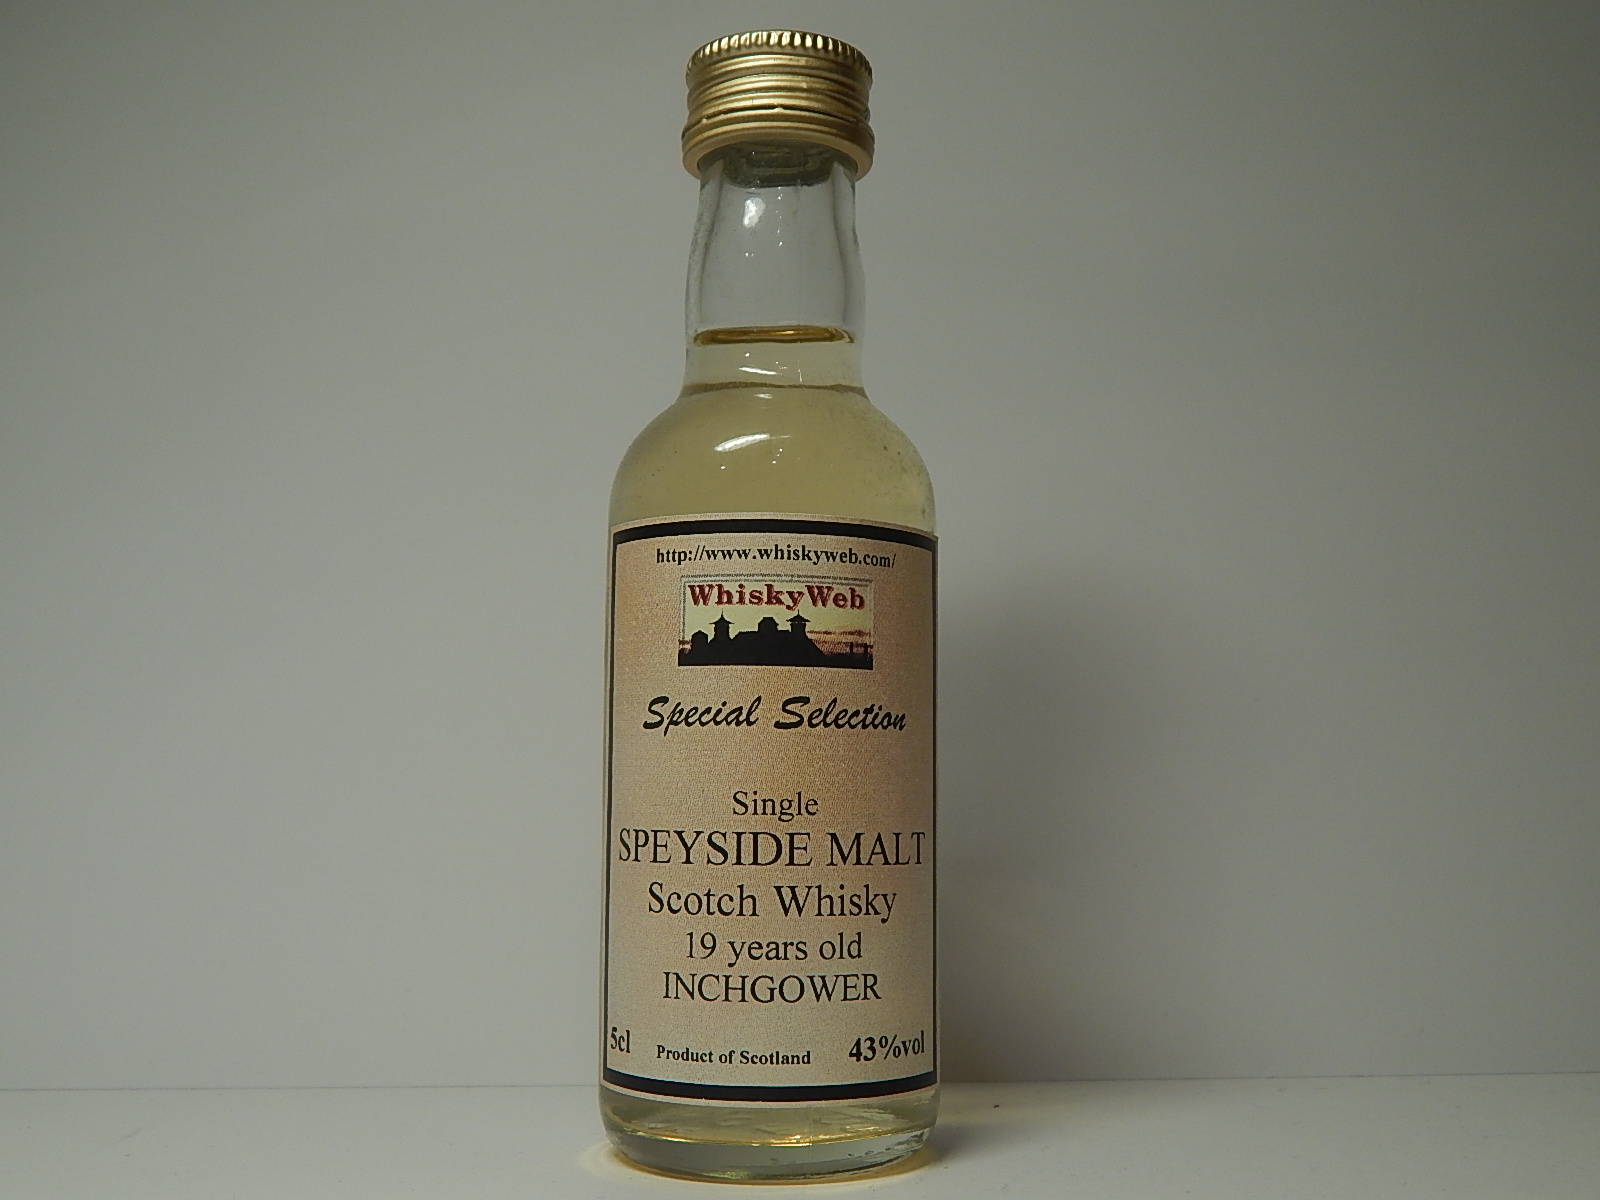 http://www.whiskyweb.com/
WhiskyWeb
Special Selection
Single
SPEYSIDE MALT
Scotch Whisky
19 years old
INCHGOWER
5cl Product of Scotland 43%vol